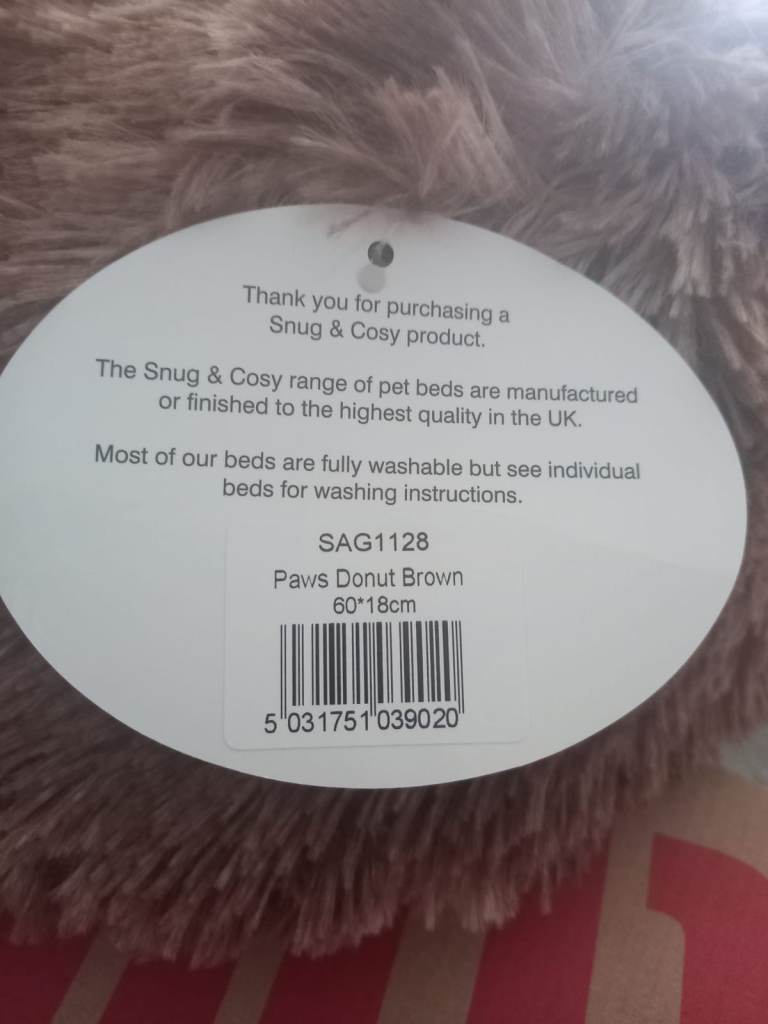 Thank you for purchasing a
Snug & Cosy product.
The Snug & Cosy range of pet beds are manufactured
or finished to the highest quality in the UK.
Most of our beds are fully washable but see individual
beds for washing instructions.
SAG1128
Paws Donut Brown
60*18cm
5 031751 039020